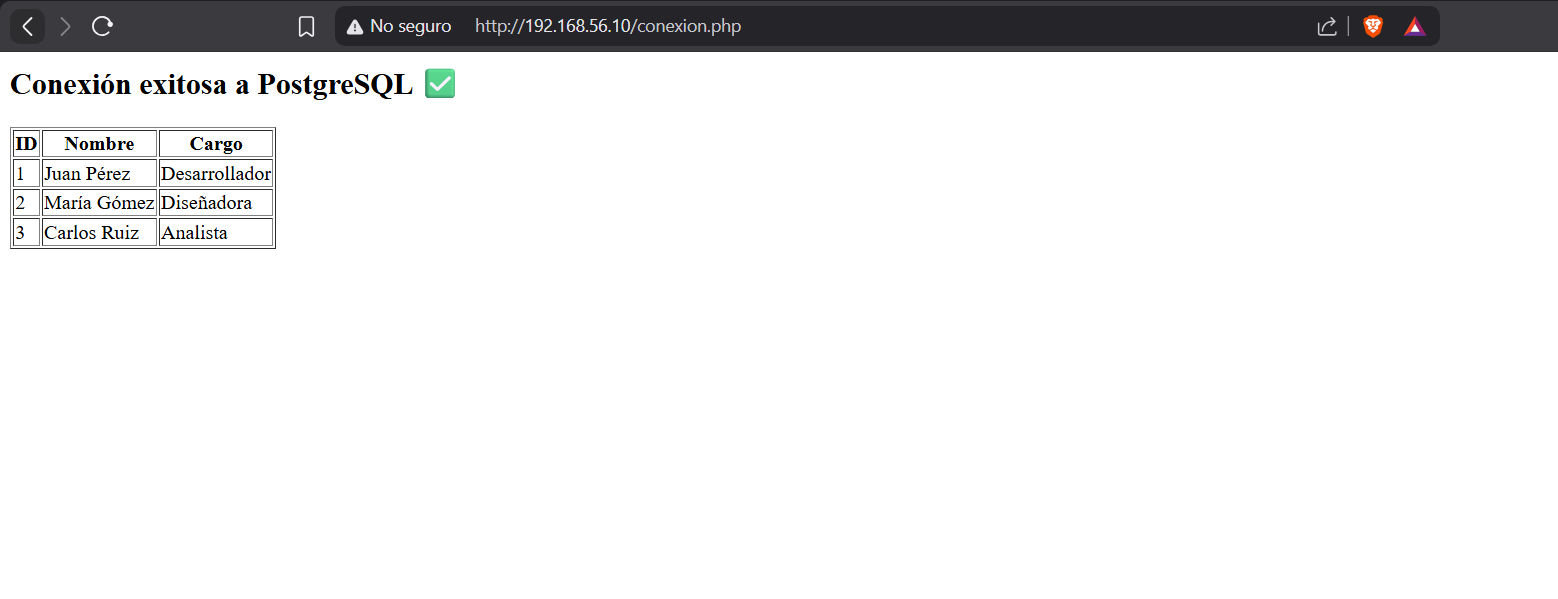 No seguro http://192.168.56.10/conexion.php
Conexión exitosa a PostgreSQL ✅
ID Nombre Cargo
1 Juan Pérez Desarrollador
2 María Gómez Diseñadora
3 Carlos Ruiz Analista